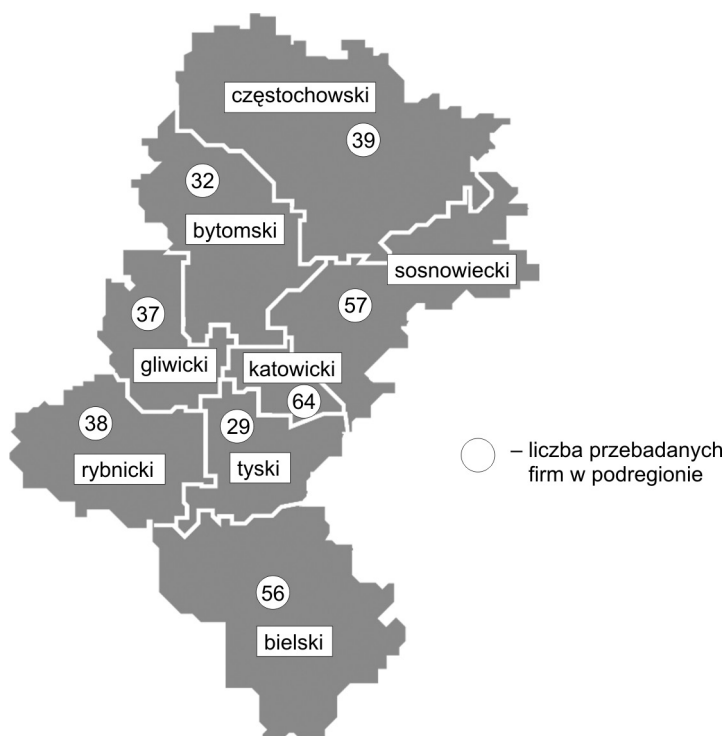 częstochowski
39
32
bytomski
sosnowiecki
57
37
gliwicki
katowicki
64
38
29
rybnicki
tyski
– liczba przebadanych
firm w podregionie
56
bielski